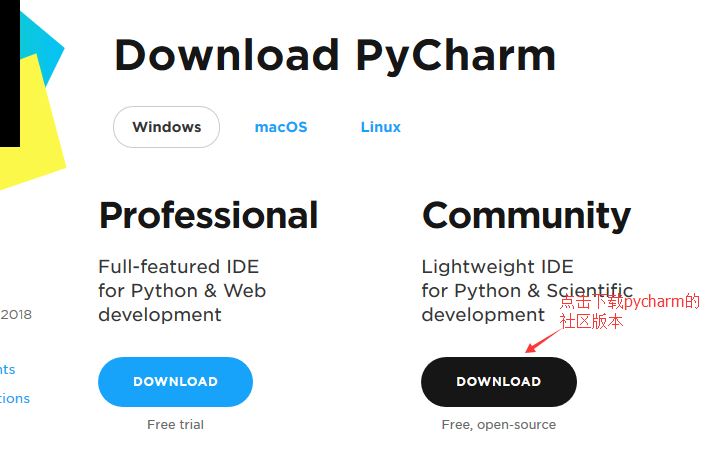 Download PyCharm
Windows
macOS
Linux
Professional
Full-featured IDE
for Python & Web
development
DOWNLOAD
Free trial
Community
Lightweight IDE
for Python & Scientific
development
点击下载pycharm的
社区版本
DOWNLOAD
Free, open-source
2018
nts
tions